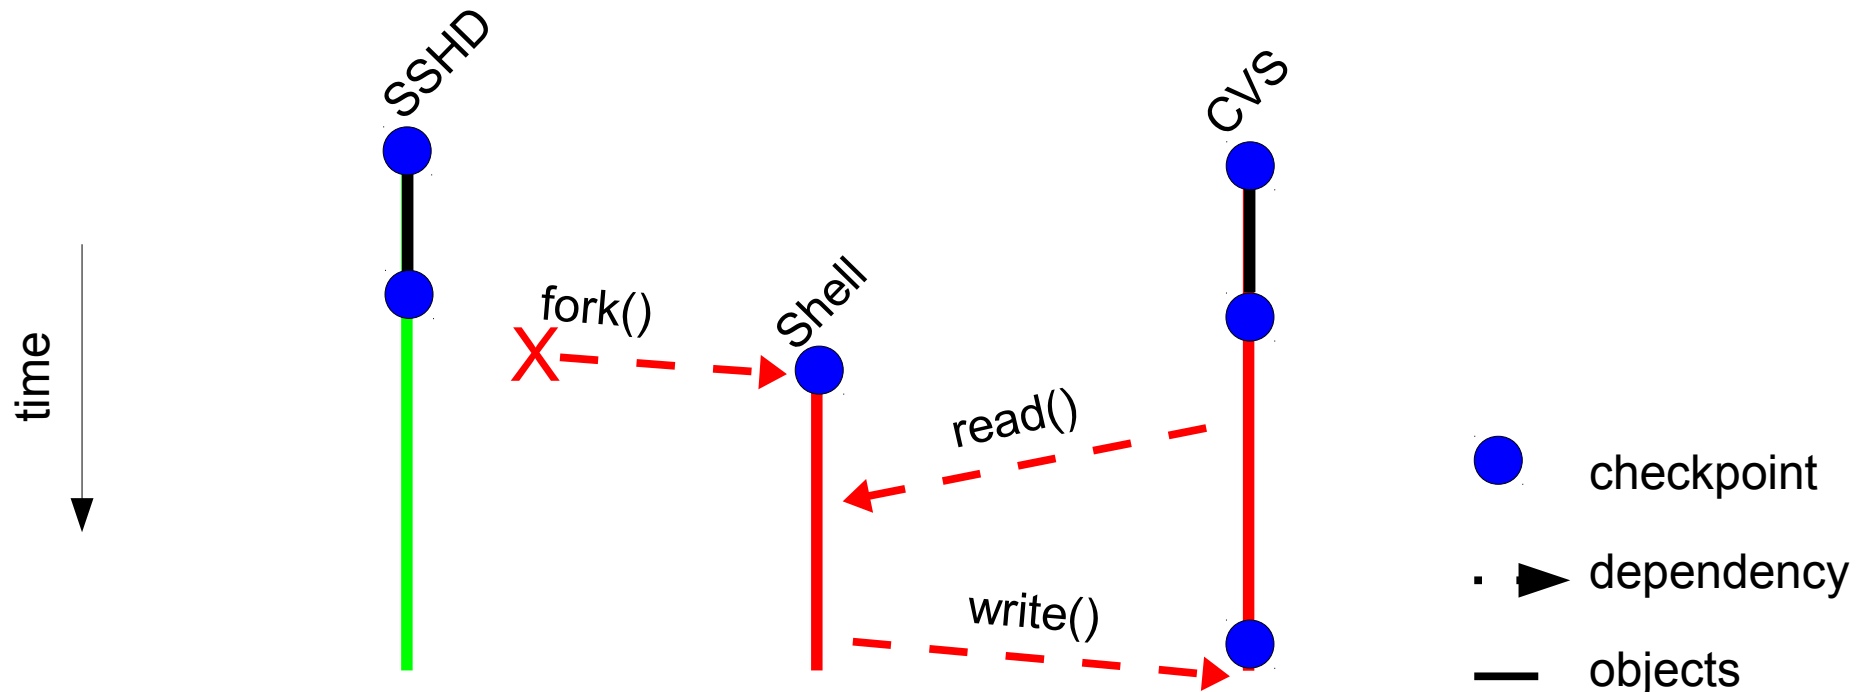 SSHD
CVS
fork()
Shell
time
read()
checkpoint
dependency
write()
objects
X